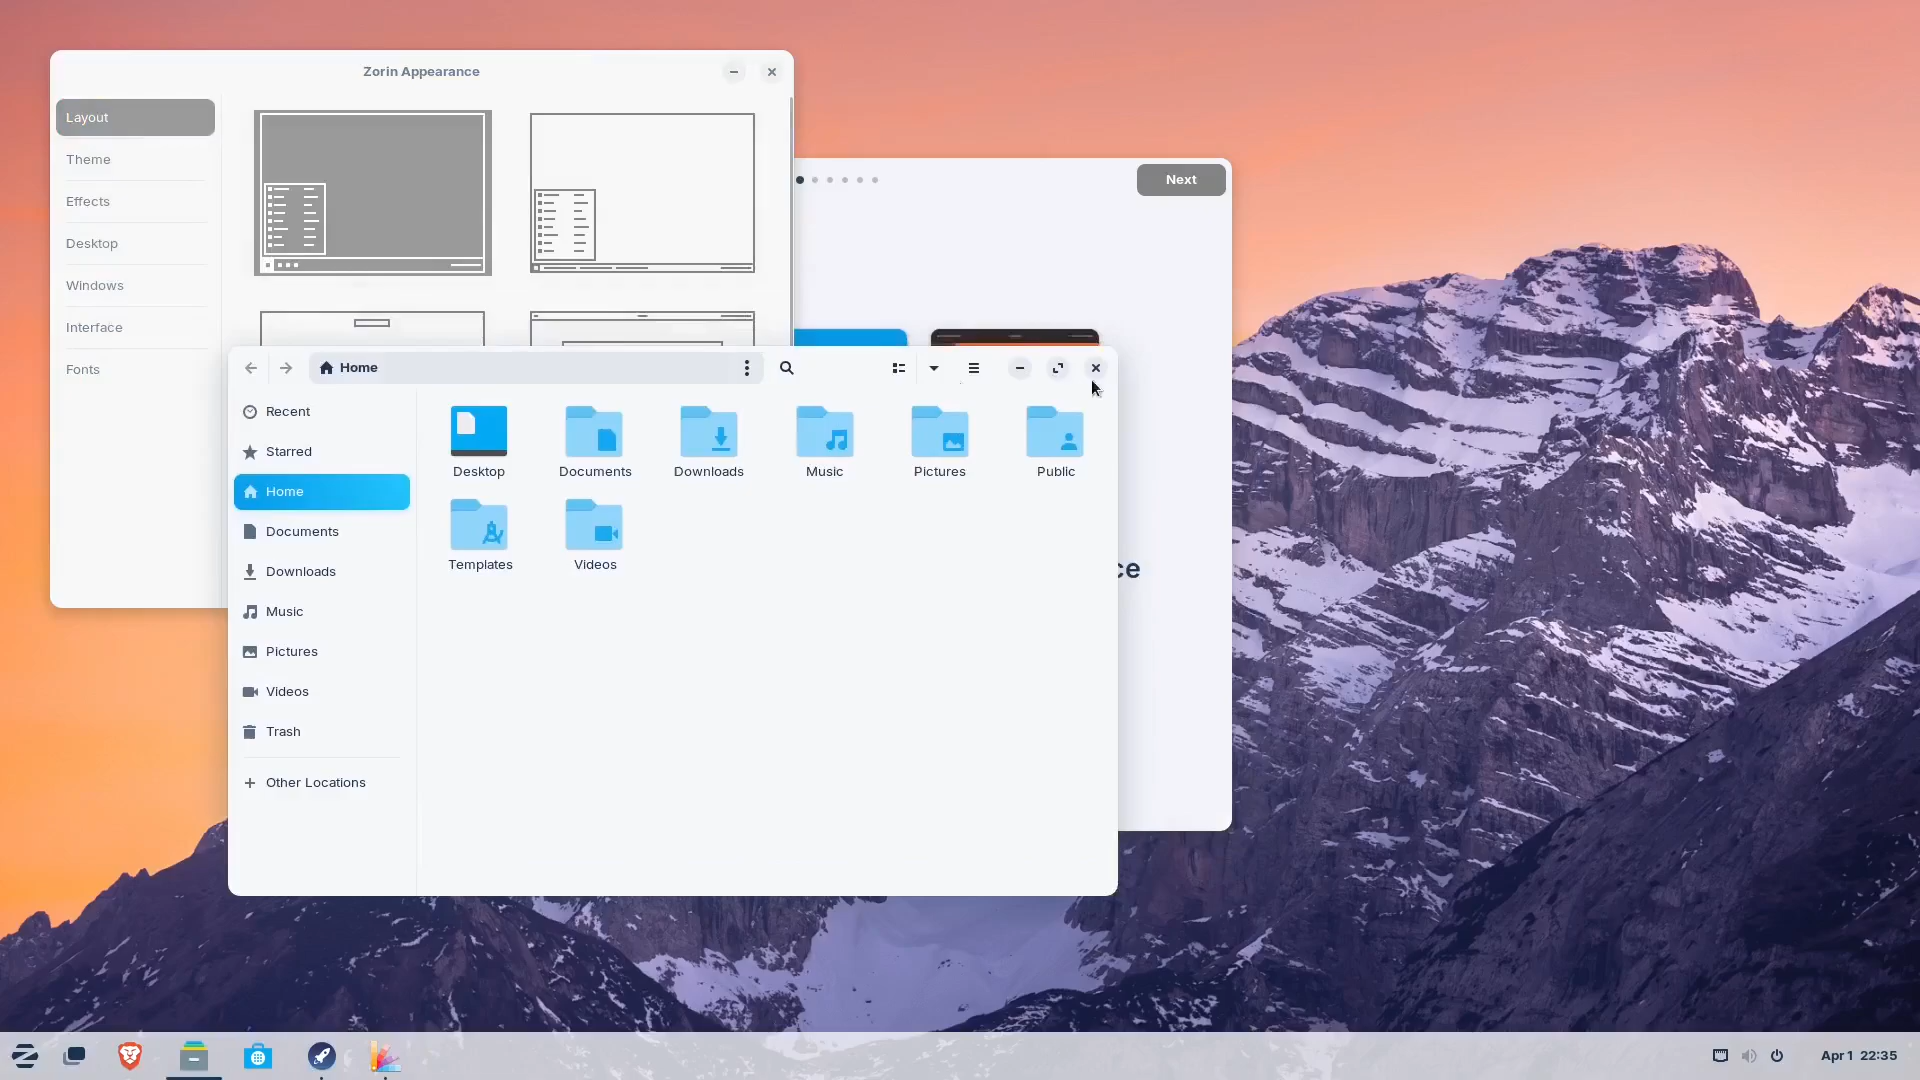 Zorin Appearance
Layout
Theme
Effects
Desktop
Windows
Interface
Fonts
Next
Home
Recent
Starred
Home
Documents
Downloads
Music
Pictures
Videos
Trash
Other Locations
Desktop
Documents
Downloads
Music
Pictures
Public
Templates
Videos
ce
Apr 1 22:35